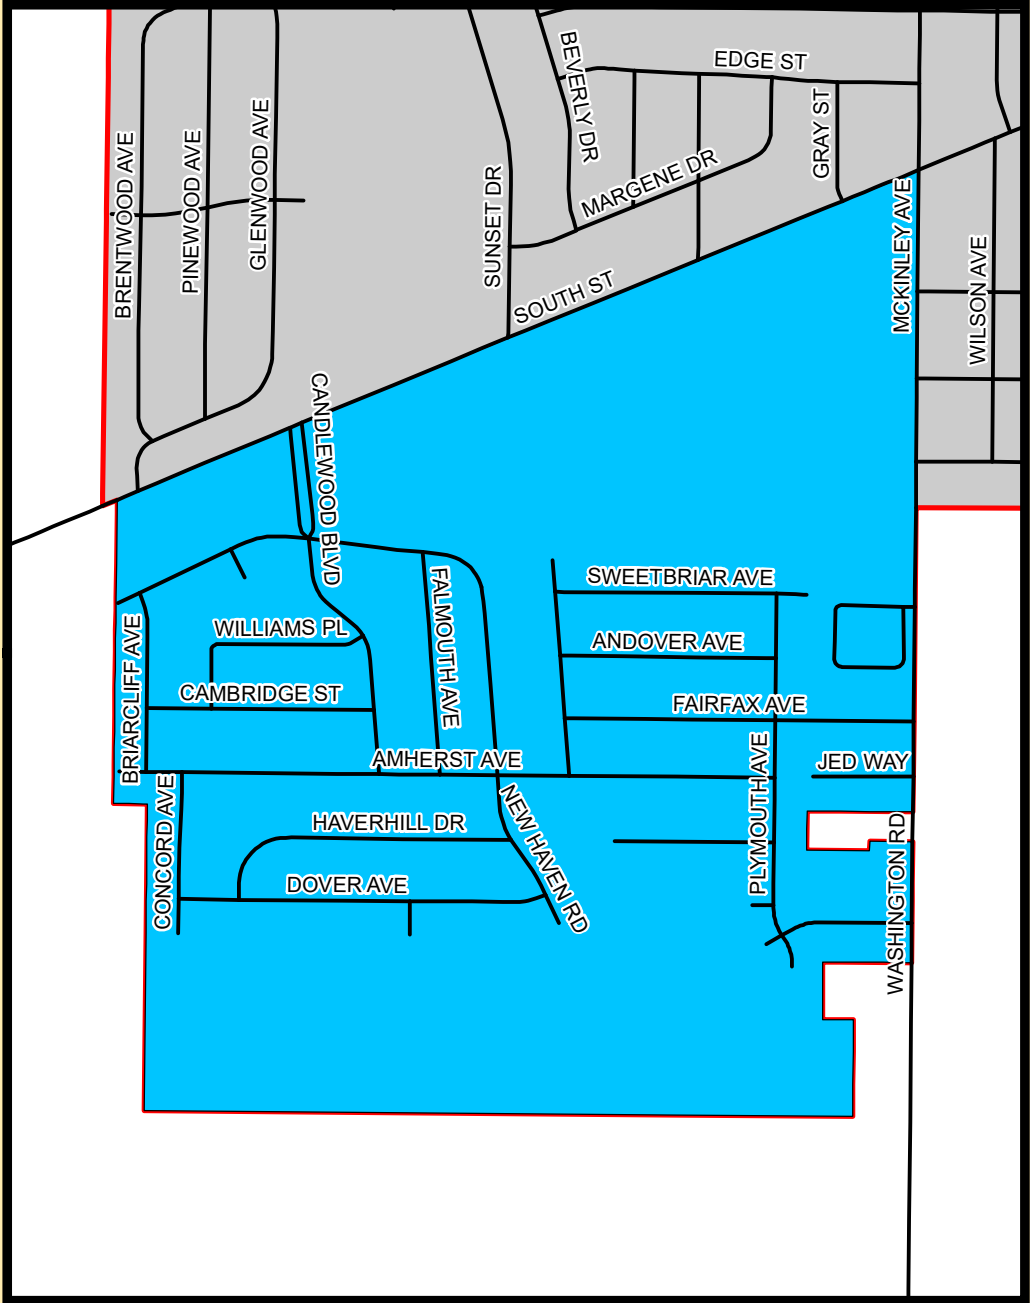 EDGE ST
BEVERLY DR
GRAY ST
BRENTWOOD AVE
PINEWOOD AVE
GLENWOOD AVE
SUNSET DR
MARGENE DR
MCKINLEY AVE
WILSON AVE
SOUTH ST
CANDLEWOOD BLVD
SWEETBRIAR AVE
FALMOUTH AVE
WILLIAMS PL
ANDOVER AVE
BRIARCLIFF AVE
CAMBRIDGE ST
FAIRFAX AVE
AMHERST AVE
JED WAY
PLYMOUTH AVE
CONCORD AVE
HAVERHILL DR
NEW HAVEN RD
DOVER AVE
WASHINGTON RD